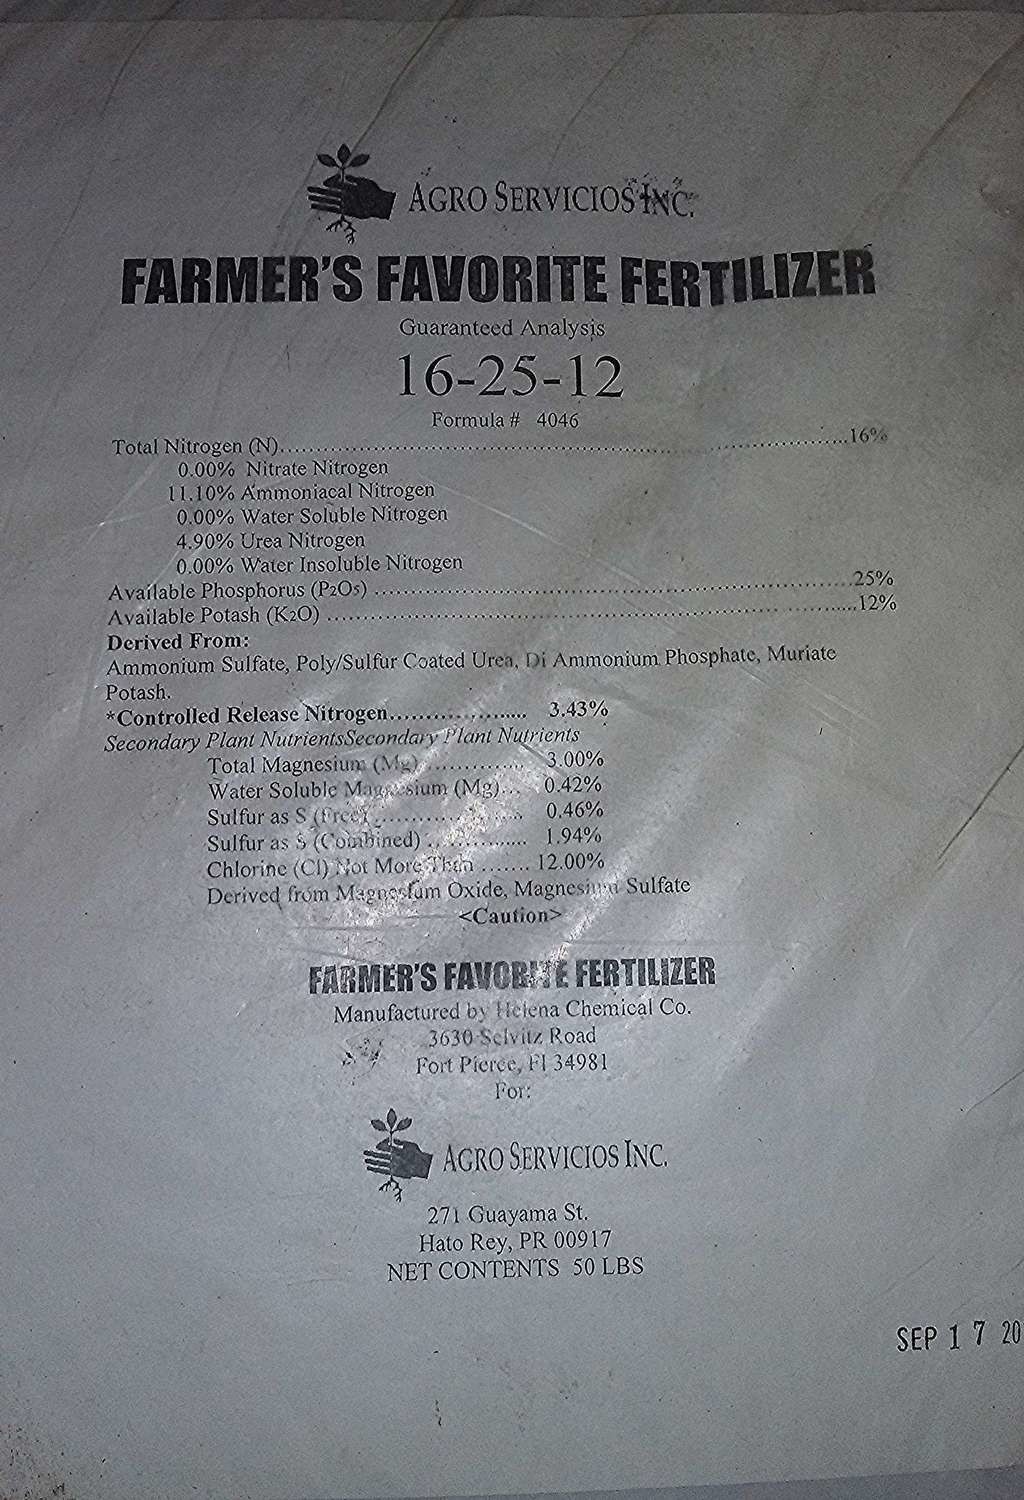 AGRO SERVICIOS INC.
FARMER'S FAVORITE FERTILIZER
Guaranteed Analysis
16-25-12
Formula # 4046
Total Nitrogen (N)..........16%
0.00% Nitrate Nitrogen
11.10% Ammoniacal Nitrogen
0.00% Water Soluble Nitrogen
4.90% Urea Nitrogen
0.00% Water Insoluble Nitrogen
Available Phosphorus (P2O5) ..........25%
Available Potash (K2O) ..........12%
Derived From:
Ammonium Sulfate, Poly/Sulfur Coated Urea, Di Ammonium Phosphate, Muriate
Potash.
*Controlled Release Nitrogen.......... 3.43%
Secondary Plant NutrientsSecondary Plant Nutrients
Total Magnesium (Mg) .......... 3.00%
Water Soluble Magnesium (Mg)... 0.42%
Sulfur as S (Free) .......... 0.46%
Sulfur as S (Combined) .......... 1.94%
Chlorine (Cl) Not More Than ....... 12.00%
Derived from Magnesium Oxide, Magnesium Sulfate
<Caution>
FARMER'S FAVORITE FERTILIZER
Manufactured by Helena Chemical Co.
3630 Selvitz Road
Fort Pierce, Fl 34981
For:
AGRO SERVICIOS INC.
271 Guayama St.
Hato Rey, PR 00917
NET CONTENTS 50 LBS
SEP 17 20